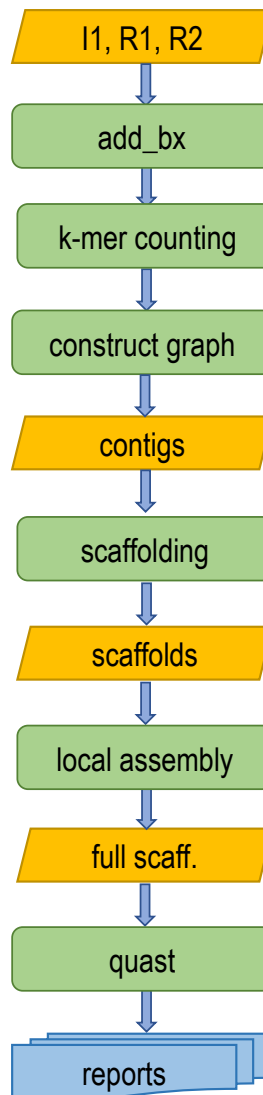 I1, R1, R2
add_bx
k-mer counting
construct graph
contigs
scaffolding
scaffolds
local assembly
full scaff.
quast
reports